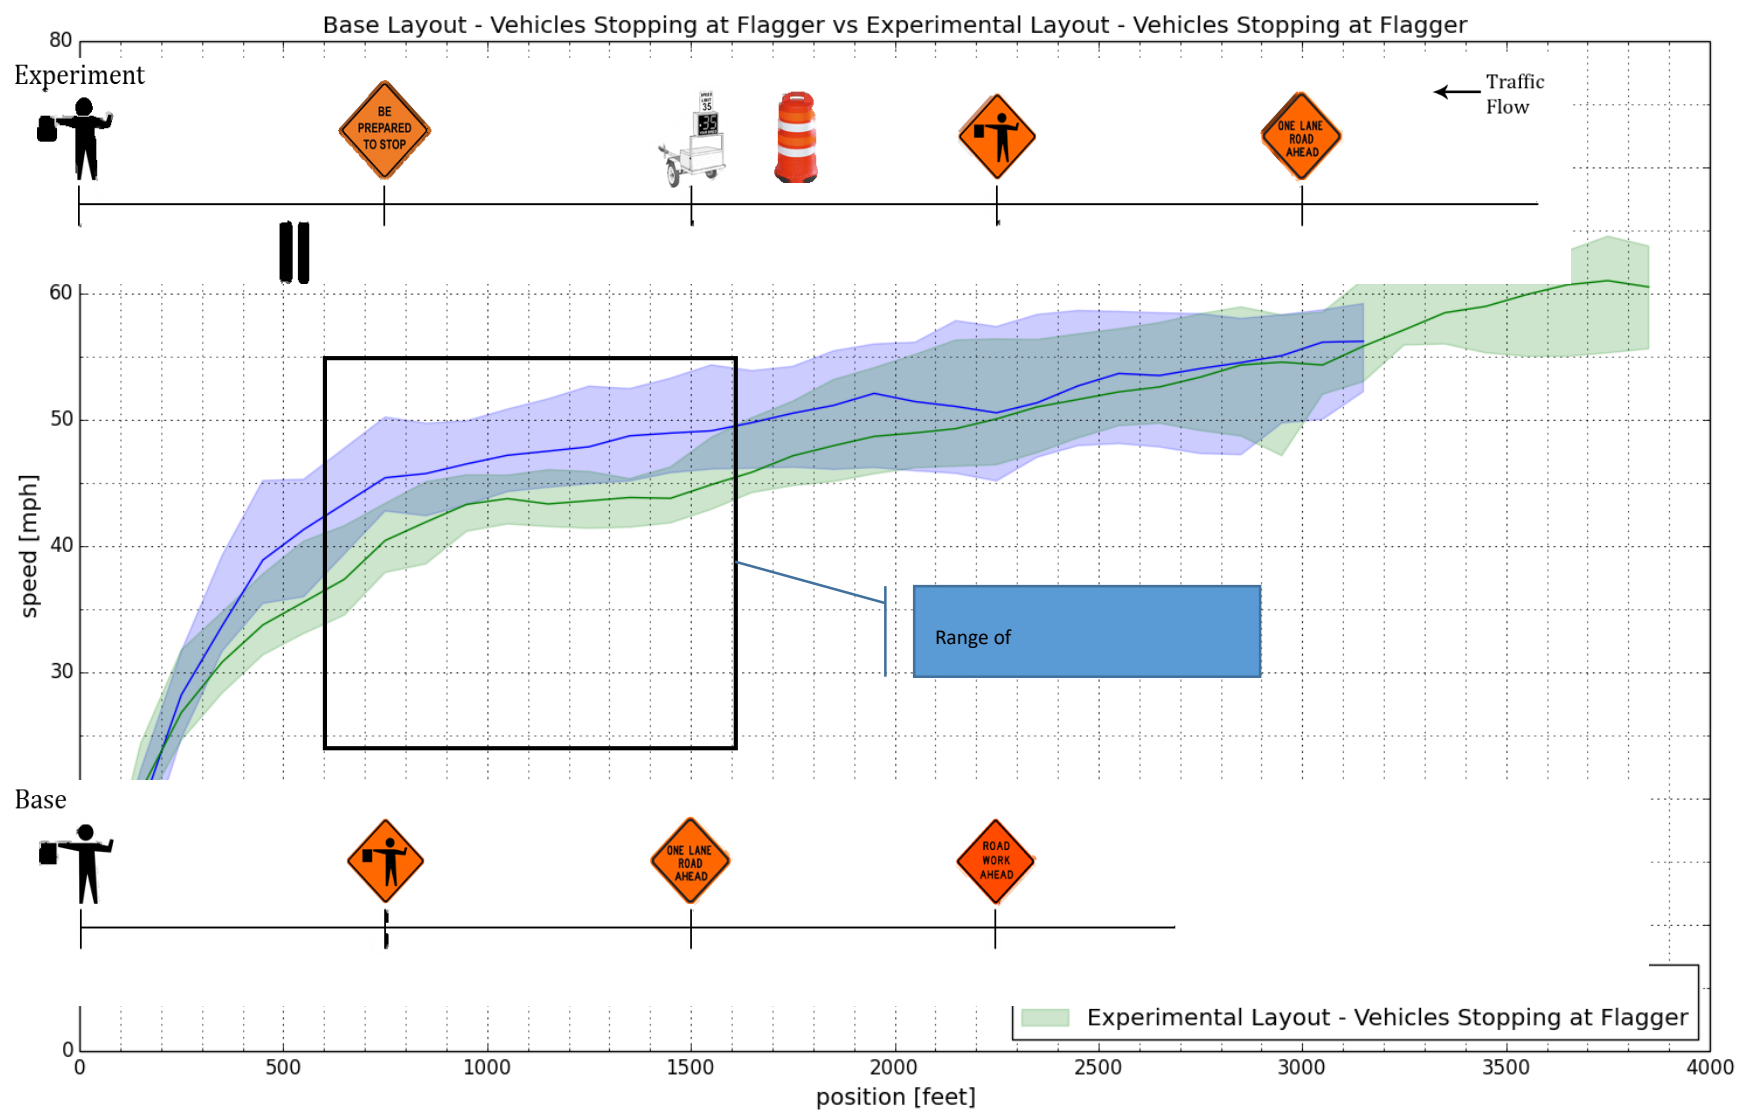 Base Layout - Vehicles Stopping at Flagger vs Experimental Layout - Vehicles Stopping at Flagger
80
Experiment
Traffic
Flow
BE
PREPARED
TO STOP
SPEED
LIMIT
35
35
ONE LANE
ROAD
AHEAD
60
50
40
30
0
speed [mph]
Range of
Base
ONE LANE
ROAD
AHEAD
ROAD
WORK
AHEAD
Experimental Layout - Vehicles Stopping at Flagger
0 500 1000 1500 2000 2500 3000 3500 4000
position [feet]